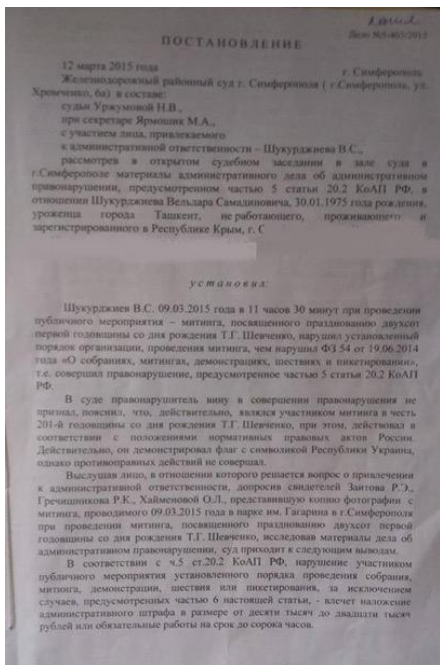 Дело №5-465/2015
ПОСТАНОВЛЕНИЕ
12 марта 2015 года г. Симферополь
Железнодорожный районный суд г. Симферополя ( г.Симферополь, ул.
Хромченко, 6а) в составе:
судьи Уржумовой Н.В.,
при секретаре Ярмошик М.А.,
с участием лица, привлекаемого
к административной ответственности – Шукурджиева В.С.,
рассмотрев в открытом судебном заседании в зале суда в
г.Симферополе материалы административного дела об административном
правонарушении, предусмотренном частью 5 статьи 20.2 КоАП РФ, в
отношении Шукурджиева Вельдара Самадиновича, 30.01.1975 года рождения,
уроженца города Ташкент, не работающего, проживающего и
зарегистрированного в Республике Крым, г. С
установил:
Шукурджиев В.С. 09.03.2015 года в 11 часов 30 минут при проведении
публичного мероприятия – митинга, посвященного празднованию двухсот
первой годовщины со дня рождения Т.Г. Шевченко, нарушил установленный
порядок организации, проведения митинга, чем нарушил ФЗ 54 от 19.06.2014
года «О собраниях, митингах, демонстрациях, шествиях и пикетировании»,
т.е. совершил правонарушение, предусмотренное частью 5 статьи 20.2 КоАП
РФ.
В суде правонарушитель вину в совершении правонарушения не
признал, пояснил, что, действительно, являлся участником митинга в честь
201-й годовщины со дня рождения Т.Г. Шевченко, при этом, действовал в
соответствии с положениями нормативных правовых актов России.
Действительно, он демонстрировал флаг с символикой Республики Украина,
однако противоправных действий не совершал.
Выслушав лицо, в отношении которого решается вопрос о привлечении
к административной ответственности, допросив свидетелей Заитова Р.Э.,
Гречишникова Р.К., Хайменовой О.Л., представившую копию фотографии с
митинга, проводимого 09.03.2015 года в парке им. Гагарина в г.Симферополя
при проведении митинга, посвященного празднованию двухсот первой
годовщины со дня рождения Т.Г. Шевченко, исследовав материалы дела об
административном правонарушении, суд приходит к следующим выводам.
В соответствии с ч.5 ст.20.2 КоАП РФ, нарушение участником
публичного мероприятия установленного порядка проведения собрания,
митинга, демонстрации, шествия или пикетирования, за исключением
случаев, предусмотренных частью 6 настоящей статьи, - влечет наложение
административного штрафа в размере от десяти тысяч до двадцати тысяч
рублей или обязательные работы на срок до сорока часов.